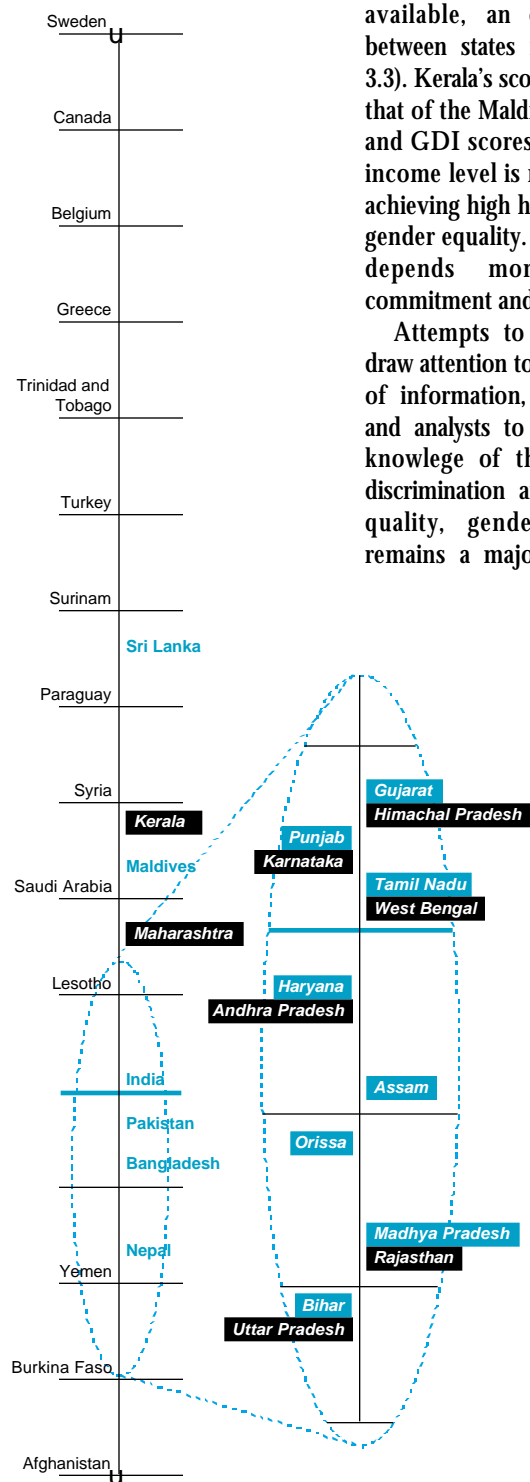 Sweden
u
Canada
Belgium
Greece
Trinidad and
Tobago
Turkey
Surinam
Sri Lanka
Paraguay
Syria
Kerala
Maldives
Saudi Arabia
Maharashtra
Lesotho
India
Pakistan
Bangladesh
Nepal
Yemen
Burkina Faso
Afghanistan
u
available, an
between states
3.3). Kerala's sco
that of the Maldi
and GDI scores
income level is
achieving high h
gender equality.
depends mor
commitment and
Attempts to
draw attention to
of information,
and analysts to
knowlege of th
discrimination a
quality, gende
remains a majo
Gujarat
Himachal Pradesh
Punjab
Karnataka
Tamil Nadu
West Bengal
Haryana
Andhra Pradesh
Assam
Orissa
Madhya Pradesh
Rajasthan
Bihar
Uttar Pradesh